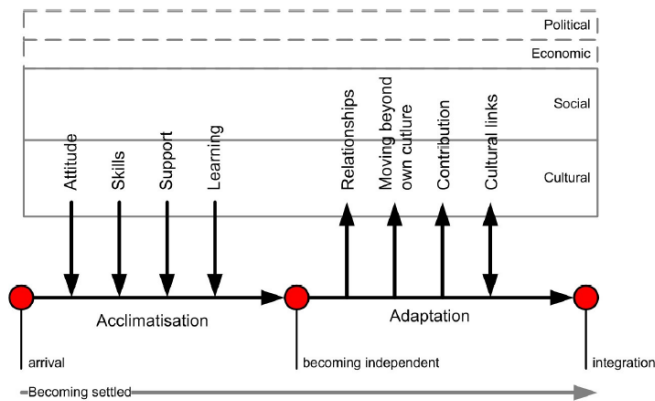 Political
Economic
Social
Cultural
Attitude
Skills
Support
Learning
Relationships
Moving beyond
own cutlture
Contribution
Cultural links
Acclimatisation
Adaptation
arrival
becoming independent
integration
Becoming settled